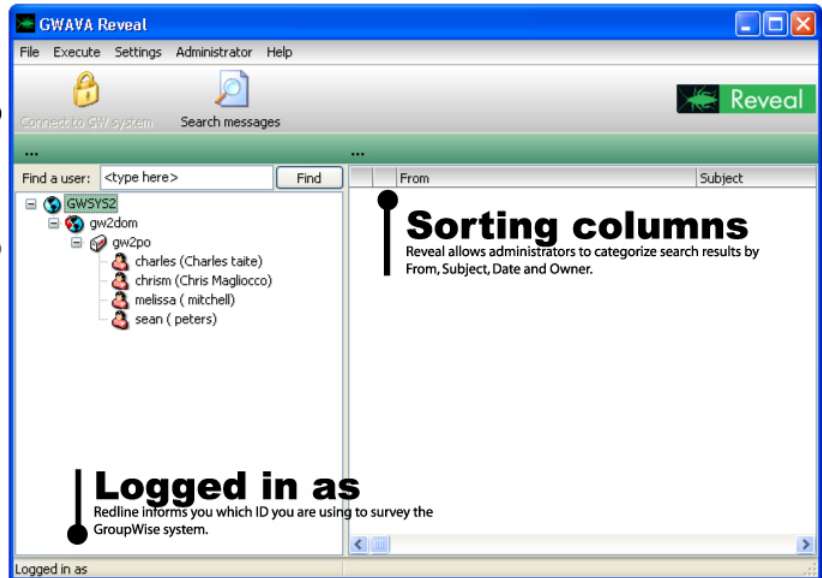 GWAVA Reveal
File Execute Settings Administrator Help
Connect to GW system Search messages
Reveal
... ...
Find a user: <type here> Find
From Subject
GWSYS2
gw2dom
gw2po
charles (Charles taite)
chrism (Chris Magliocco)
melissa ( mitchell)
sean ( peters)
Sorting columns
Reveal allows administrators to categorize search results by
From, Subject, Date and Owner.
Logged in as
Redline informs you which ID you are using to survey the
GroupWise system.
Logged in as